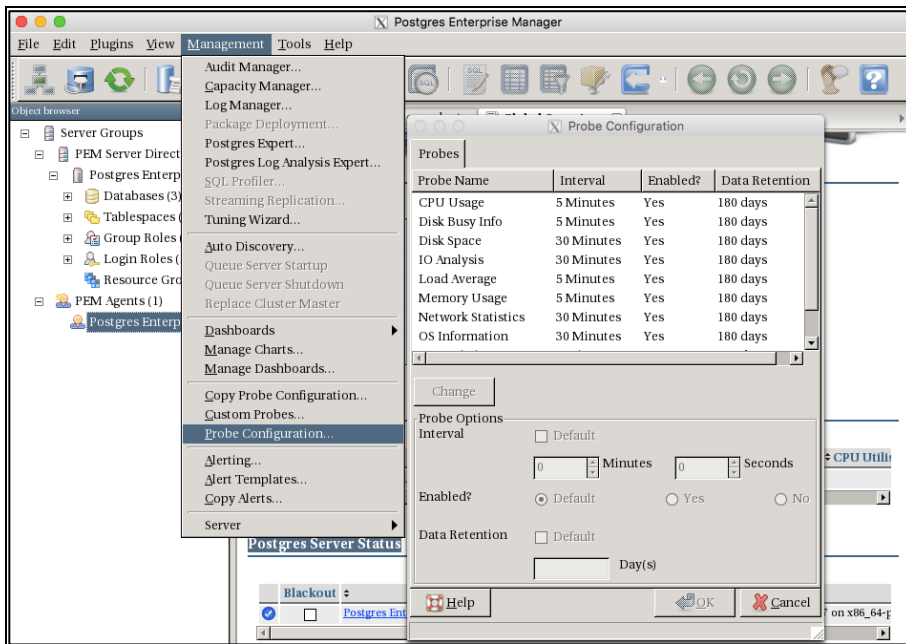 Postgres Enterprise Manager
File Edit Plugins View Management Tools Help
Object browser
Server Groups
PEM Server Direct
Postgres Enterp
Databases (3)
Tablespaces (
Group Roles (
Login Roles (
Resource Gro
PEM Agents (1)
Postgres Enterp
Audit Manager...
Capacity Manager...
Log Manager...
Package Deployment...
Postgres Expert...
Postgres Log Analysis Expert...
SQL Profiler...
Streaming Replication...
Tuning Wizard...
Auto Discovery...
Queue Server Startup
Queue Server Shutdown
Replace Cluster Master
Dashboards
Manage Charts...
Manage Dashboards...
Copy Probe Configuration...
Custom Probes...
Probe Configuration...
Alerting...
Alert Templates...
Copy Alerts...
Server
SQL SQL
Probe Configuration
Probes
Probe Name Interval Enabled? Data Retention
CPU Usage 5 Minutes Yes 180 days
Disk Busy Info 5 Minutes Yes 180 days
Disk Space 30 Minutes Yes 180 days
IO Analysis 30 Minutes Yes 180 days
Load Average 5 Minutes Yes 180 days
Memory Usage 5 Minutes Yes 180 days
Network Statistics 30 Minutes Yes 180 days
OS Information 30 Minutes Yes 180 days
Change
Probe Options
Interval Default
0 Minutes 0 Seconds
Enabled? Default Yes No
Data Retention Default
Day(s)
Help OK Cancel
CPU Utili
Postgres Server Status
Blackout
Postgres Ent
on x86_64-p